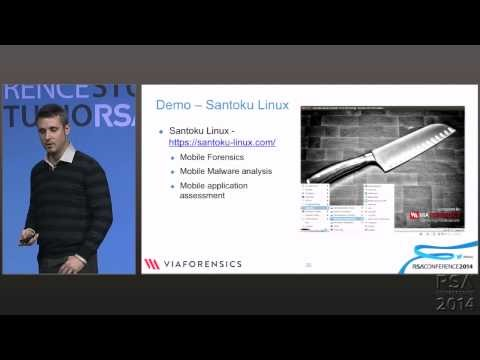 RENCE STU
TUDIO RSA
Demo – Santoku Linux
Santoku Linux -
https://santoku-linux.com/
Mobile Forensics
Mobile Malware analysis
Mobile application
assessment
VIAFORENSICS
RSACONFERENCE2014
RSA
2014